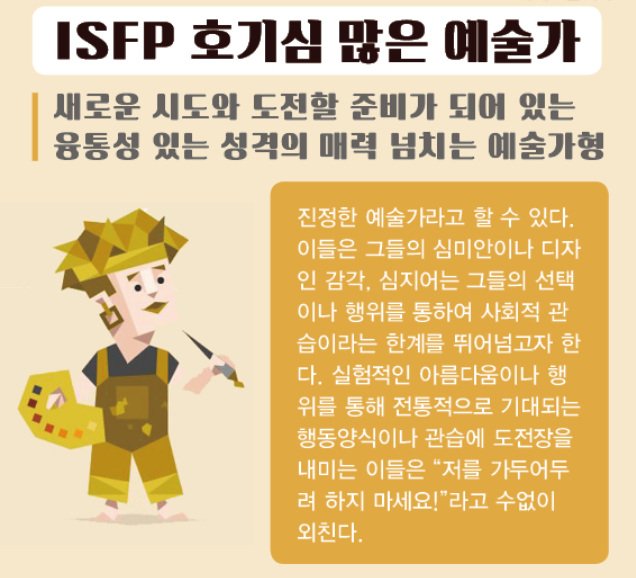 ISFP 호기심 많은 예술가
새로운 시도와 도전할 준비가 되어 있는
융통성 있는 성격의 매력 넘치는 예술가형
진정한 예술가라고 할 수 있다.
이들은 그들의 심미안이나 디자
인 감각, 심지어는 그들의 선택
이나 행위를 통하여 사회적 관
습이라는 한계를 뛰어넘고자 한
다. 실험적인 아름다움이나 행
위를 통해 전통적으로 기대되는
행동양식이나 관습에 도전장을
내미는 이들은 “저를 가두어두
려 하지 마세요!”라고 수없이
외친다.